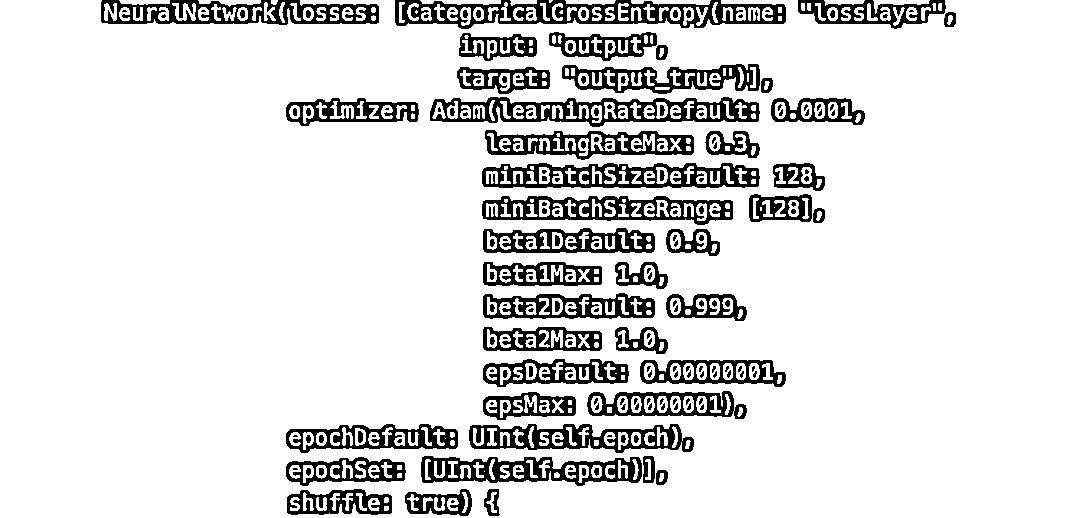 NeuralNetwork(losses: [CategoricalCrossEntropy(name: "lossLayer",
input: "output",
target: "output_true")],
optimizer: Adam(learningRateDefault: 0.0001,
learningRateMax: 0.3,
miniBatchSizeDefault: 128,
miniBatchSizeRange: [128],
beta1Default: 0.9,
beta1Max: 1.0,
beta2Default: 0.999,
beta2Max: 1.0,
epsDefault: 0.00000001,
epsMax: 0.00000001),
epochDefault: UInt(self.epoch),
epochSet: [UInt(self.epoch)],
shuffle: true) {